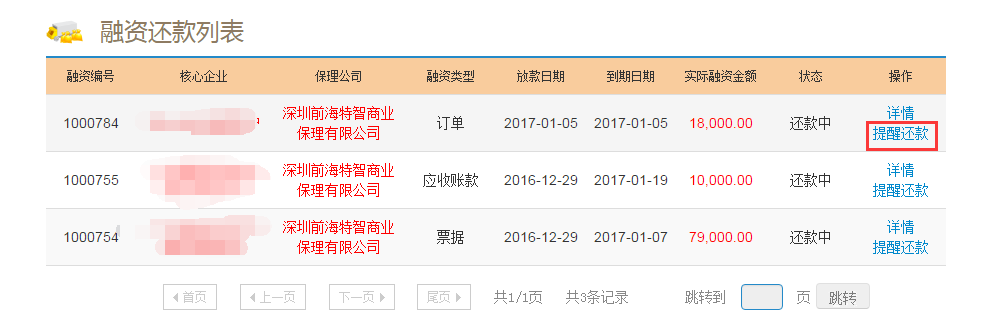 融资还款列表
融资编号 核心企业 保理公司 融资类型 放款日期 到期日期 实际融资金额 状态 操作
1000784 深圳前海特智商业 订单 2017-01-05 2017-01-05 18,000.00 还款中 详情
保理有限公司 提醒还款
1000755 深圳前海特智商业 应收账款 2016-12-29 2017-01-19 10,000.00 还款中 详情
保理有限公司 提醒还款
1000754 深圳前海特智商业 票据 2016-12-29 2017-01-07 79,000.00 还款中 详情
保理有限公司 提醒还款
首页 上一页 下一页 尾页 共1/1页 共3条记录 跳转到 页 跳转